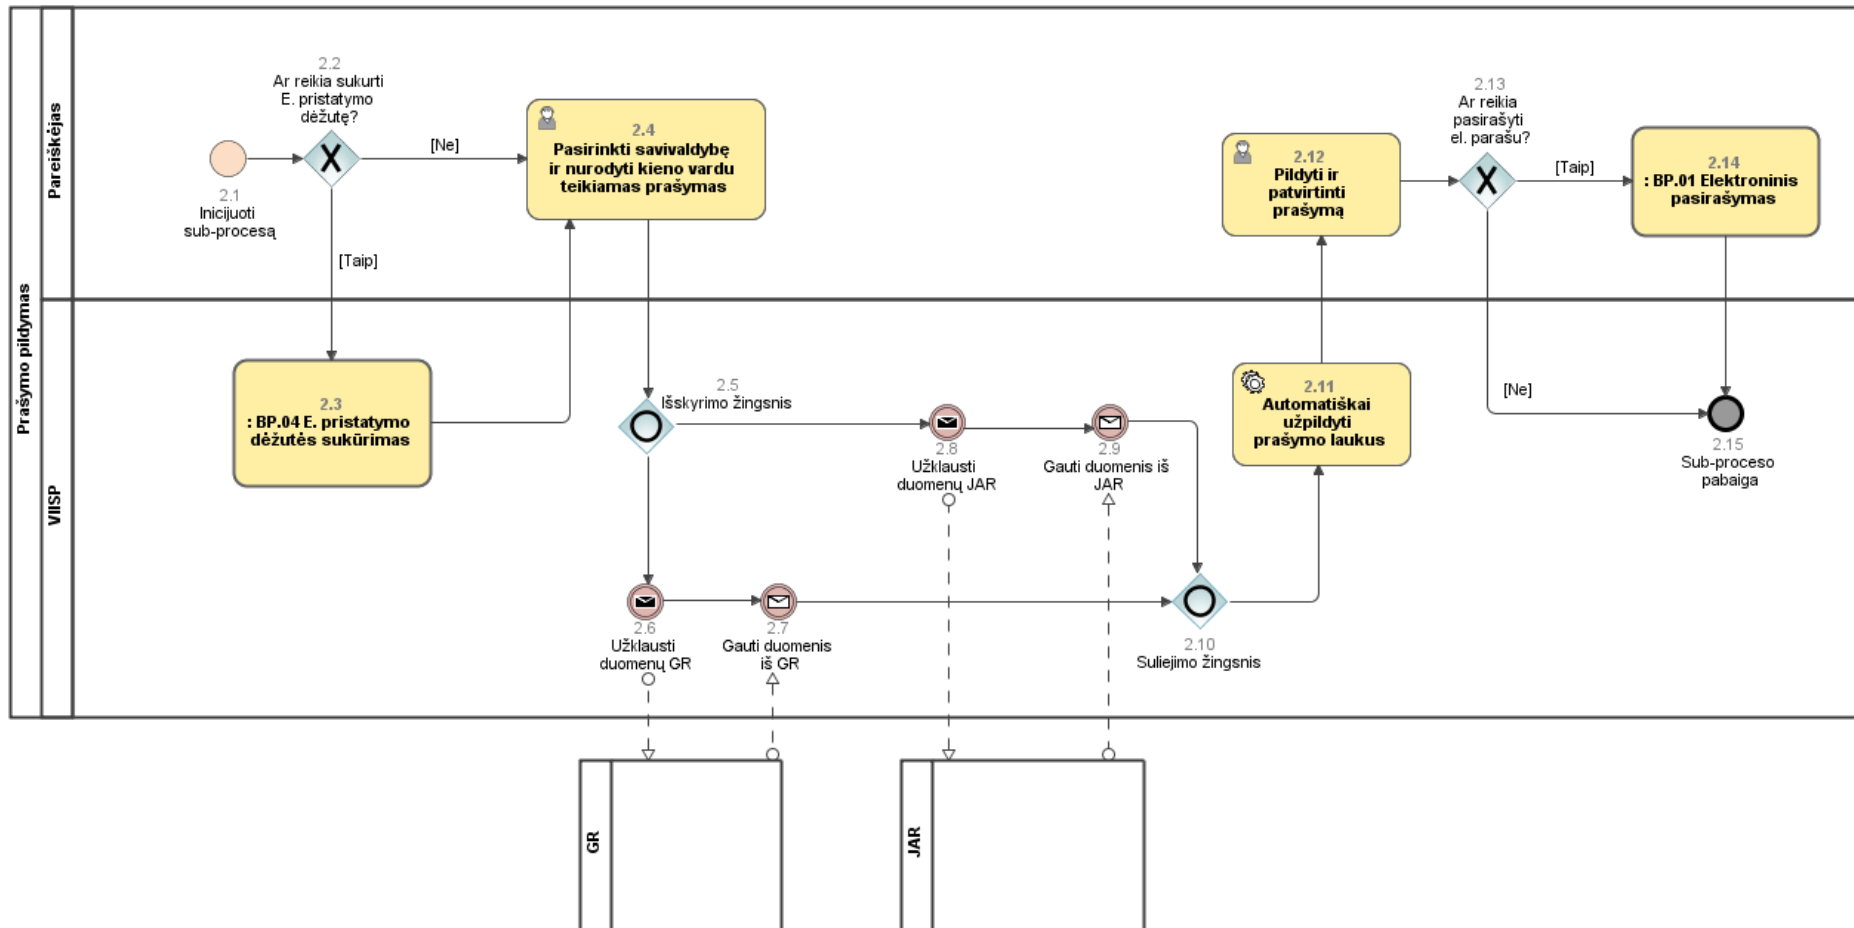 Prašymo pildymas
Pareiškėjas
2.1
Inicijuoti
sub-procesą
2.2
Ar reikia sukurti
E. pristatymo
dėžutę?
[Ne]
[Taip]
2.4
Pasirinkti savivaldybę
ir nurodyti kieno vardu
teikiamas prašymas
2.12
Pildyti ir
patvirtinti
prašymą
2.13
Ar reikia
pasirašyti
el. parašu?
[Taip]
2.14
: BP.01 Elektroninis
pasirašymas
VIISP
2.3
: BP.04 E. pristatymo
dėžutės sukūrimas
2.5
Išskyrimo žingsnis
2.8
Užklausti
duomenų JAR
2.9
Gauti duomenis iš
JAR
2.11
Automatiškai
užpildyti
prašymo laukus
[Ne]
2.15
Sub-proceso
pabaiga
2.6
Užklausti
duomenų GR
2.7
Gauti duomenis
iš GR
2.10
Suliejimo žingsnis
GR
JAR